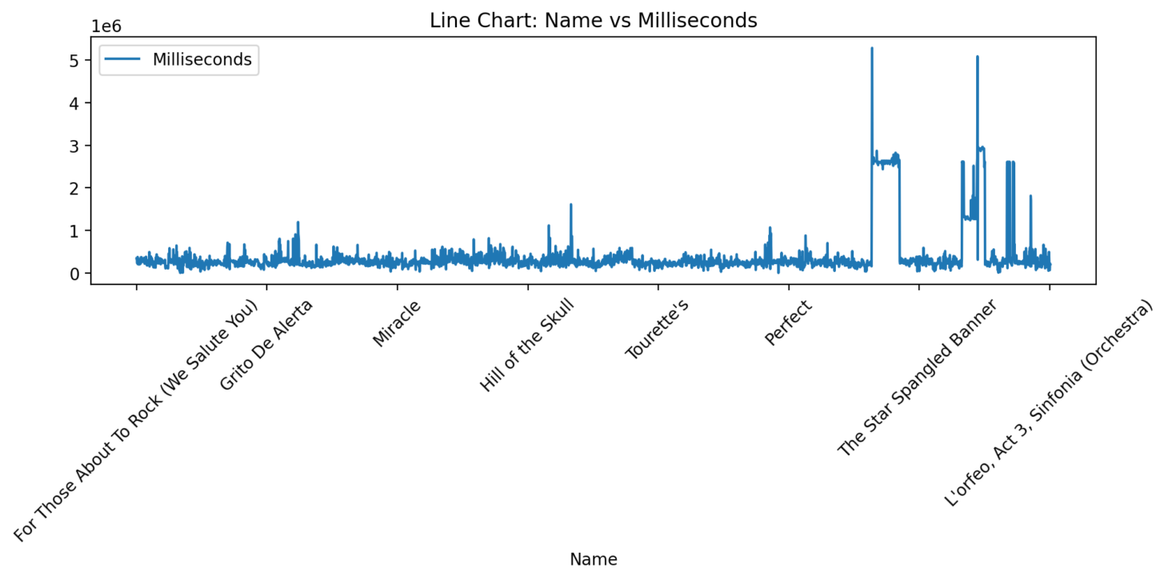 Line Chart: Name vs Milliseconds
1e6
Milliseconds
5
4
3
2
1
0
For Those About To Rock (We Salute You)
Grito De Alerta
Miracle
Hill of the Skull
Tourette's
Perfect
The Star Spangled Banner
L'orfeo, Act 3, Sinfonia (Orchestra)
Name